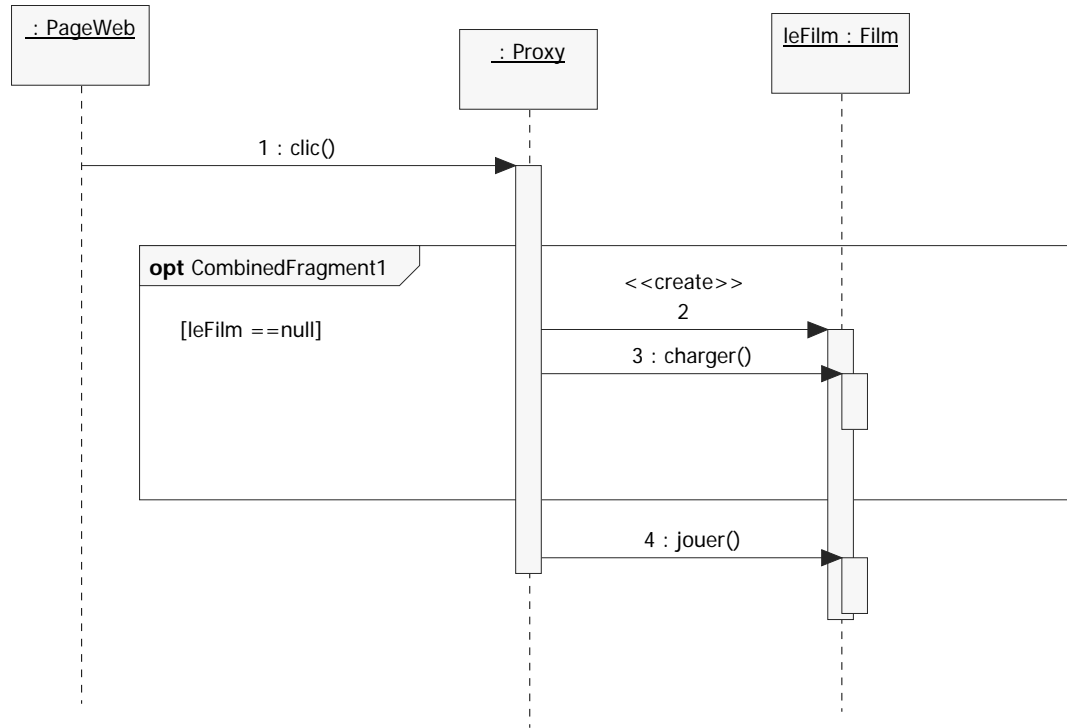 : PageWeb
: Proxy
leFilm : Film
1 : clic()
opt CombinedFragment1
[leFilm ==null]
<<create>>
2
3 : charger()
4 : jouer()